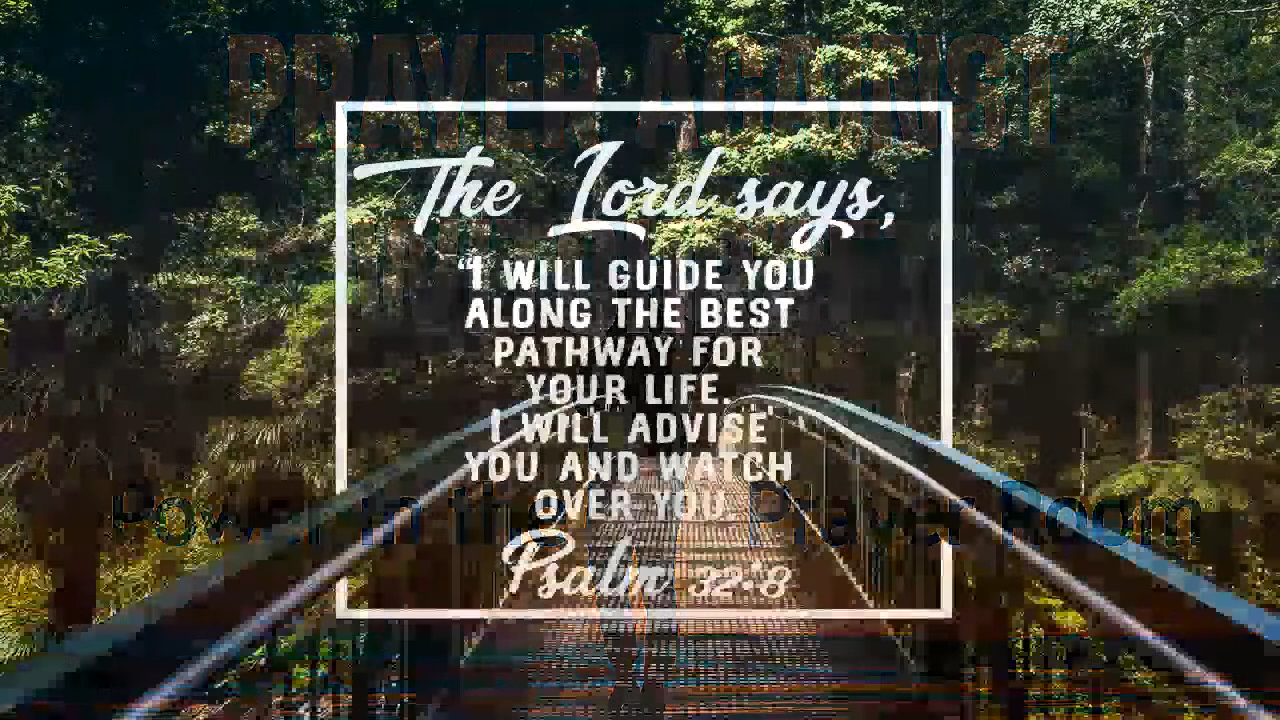 PRAYER AGAINST
The Lord says,
"I WILL GUIDE YOU
ALONG THE BEST
PATHWAY FOR
YOUR LIFE.
I WILL ADVISE
YOU AND WATCH
OVER YOU.
Power in the Prayer Room
Psalm 32:8